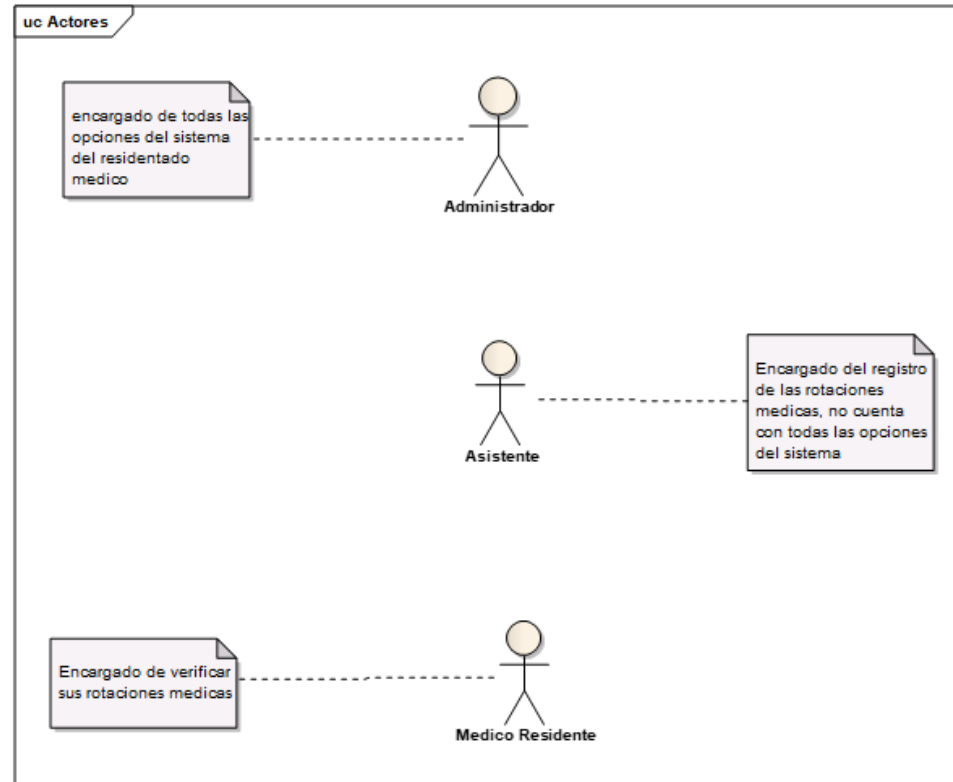 uc Actores
encargado de todas las
opciones del sistema
del residentado
medico
Administrador
Encargado del registro
de las rotaciones
medicas, no cuenta
con todas las opciones
del sistema
Asistente
Encargado de verificar
sus rotaciones medicas
Medico Residente